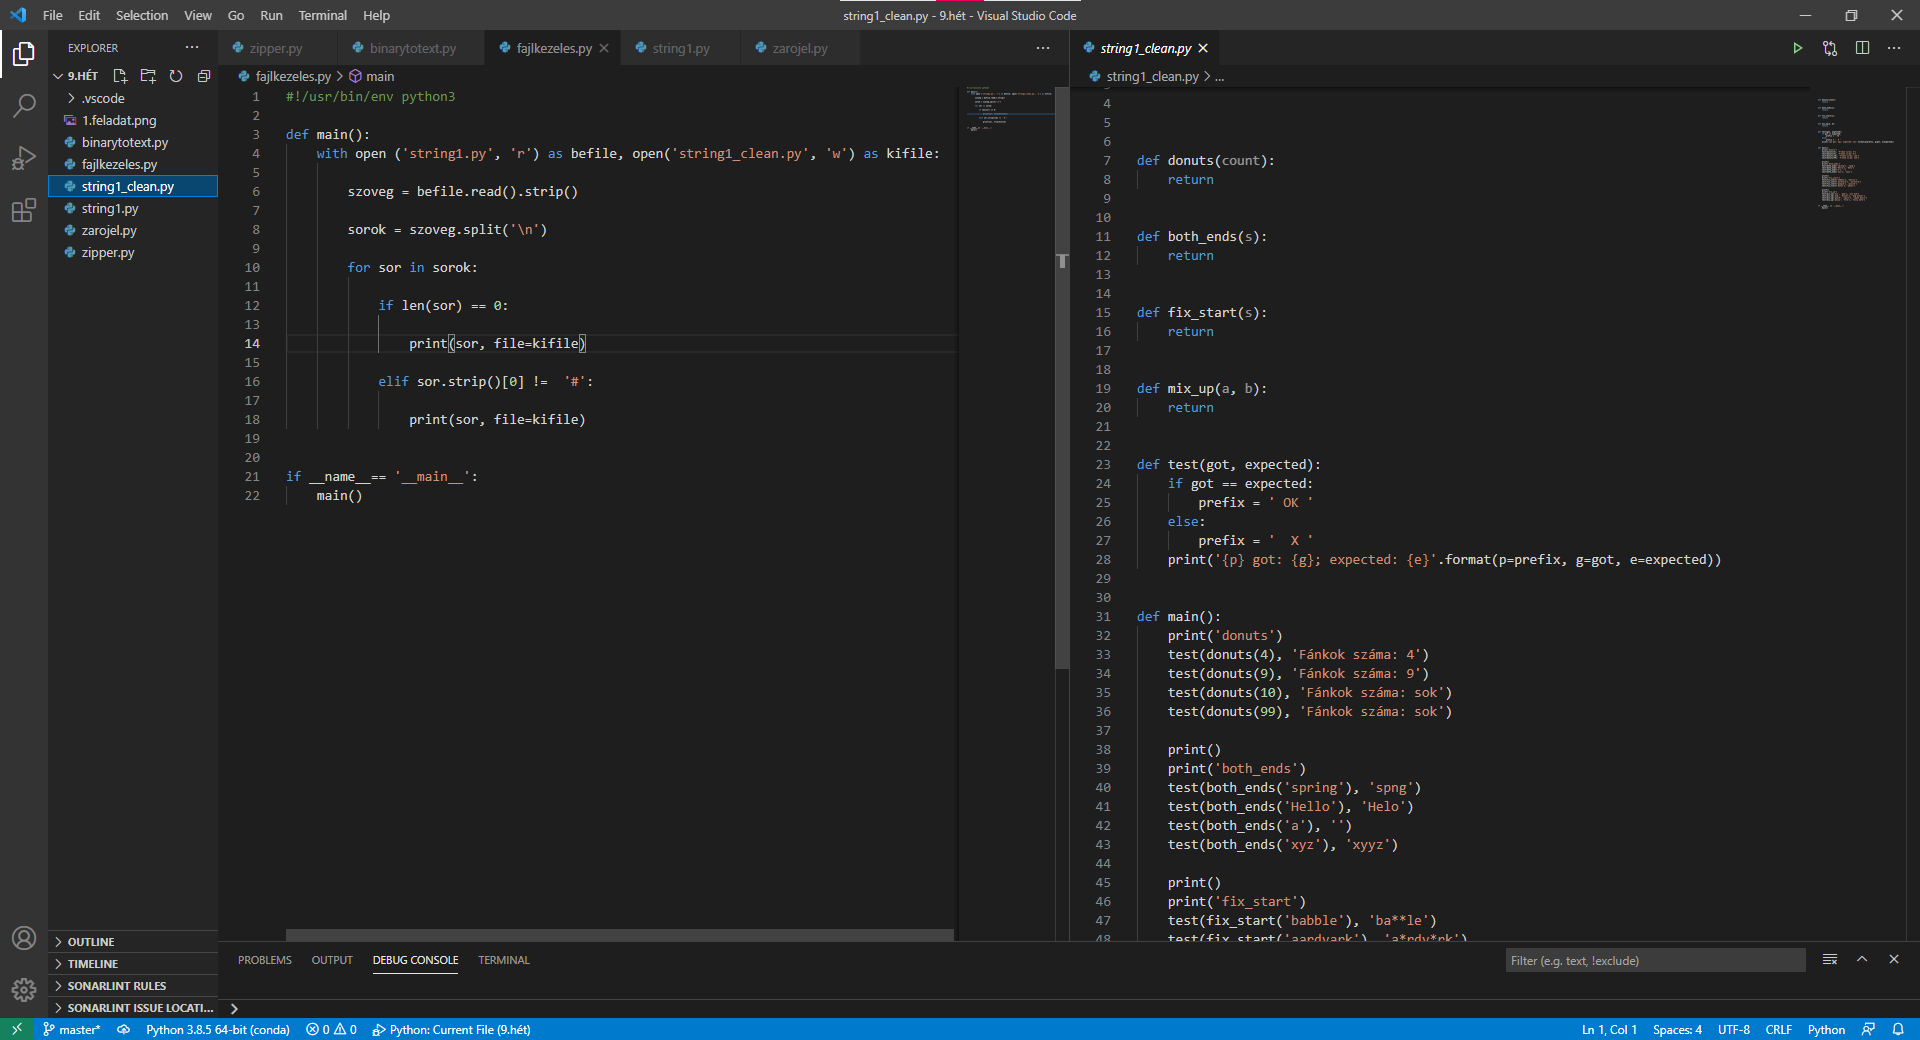 File Edit Selection View Go Run Terminal Help
string1_clean.py - 9.hét - Visual Studio Code
EXPLORER
9.HÉT
.vscode
1.feladat.png
binarytotext.py
fajlkezeles.py
string1_clean.py
string1.py
zarojel.py
zipper.py
OUTLINE
TIMELINE
SONARLINT RULES
SONARLINT ISSUE LOCATI...
zipper.py binarytotext.py fajlkezeles.py string1.py zarojel.py
fajlkezeles.py > main
1 #!/usr/bin/env python3
2
3 def main():
4 with open ('string1.py', 'r') as befile, open('string1_clean.py', 'w') as kifile:
5
6 szoveg = befile.read().strip()
7
8 sorok = szoveg.split('\n')
9
10 for sor in sorok:
11
12 if len(sor) == 0:
13
14 print(sor, file=kifile)
15
16 elif sor.strip()[0] !=  '#':
17
18 print(sor, file=kifile)
19
20
21 if __name__== '__main__':
22 main()
string1_clean.py
string1_clean.py > ...
4
5
6
7 def donuts(count):
8 return
9
10
11 def both_ends(s):
12 return
13
14
15 def fix_start(s):
16 return
17
18
19 def mix_up(a, b):
20 return
21
22
23 def test(got, expected):
24 if got == expected:
25 prefix = ' OK '
26 else:
27 prefix = '  X '
28 print('{p} got: {g}; expected: {e}'.format(p=prefix, g=got, e=expected))
29
30
31 def main():
32 print('donuts')
33 test(donuts(4), 'Fánkok száma: 4')
34 test(donuts(9), 'Fánkok száma: 9')
35 test(donuts(10), 'Fánkok száma: sok')
36 test(donuts(99), 'Fánkok száma: sok')
37
38 print()
39 print('both_ends')
40 test(both_ends('spring'), 'spng')
41 test(both_ends('Hello'), 'Helo')
42 test(both_ends('a'), '')
43 test(both_ends('xyz'), 'xyyz')
44
45 print()
46 print('fix_start')
47 test(fix_start('babble'), 'ba**le')
48 test(fix_start('aardvark'), 'a*rdv*rk')
PROBLEMS OUTPUT DEBUG CONSOLE TERMINAL
Filter (e.g. text, !exclude)
master* Python 3.8.5 64-bit (conda) 0 0 Python: Current File (9.hét)
Ln 1, Col 1 Spaces: 4 UTF-8 CRLF Python